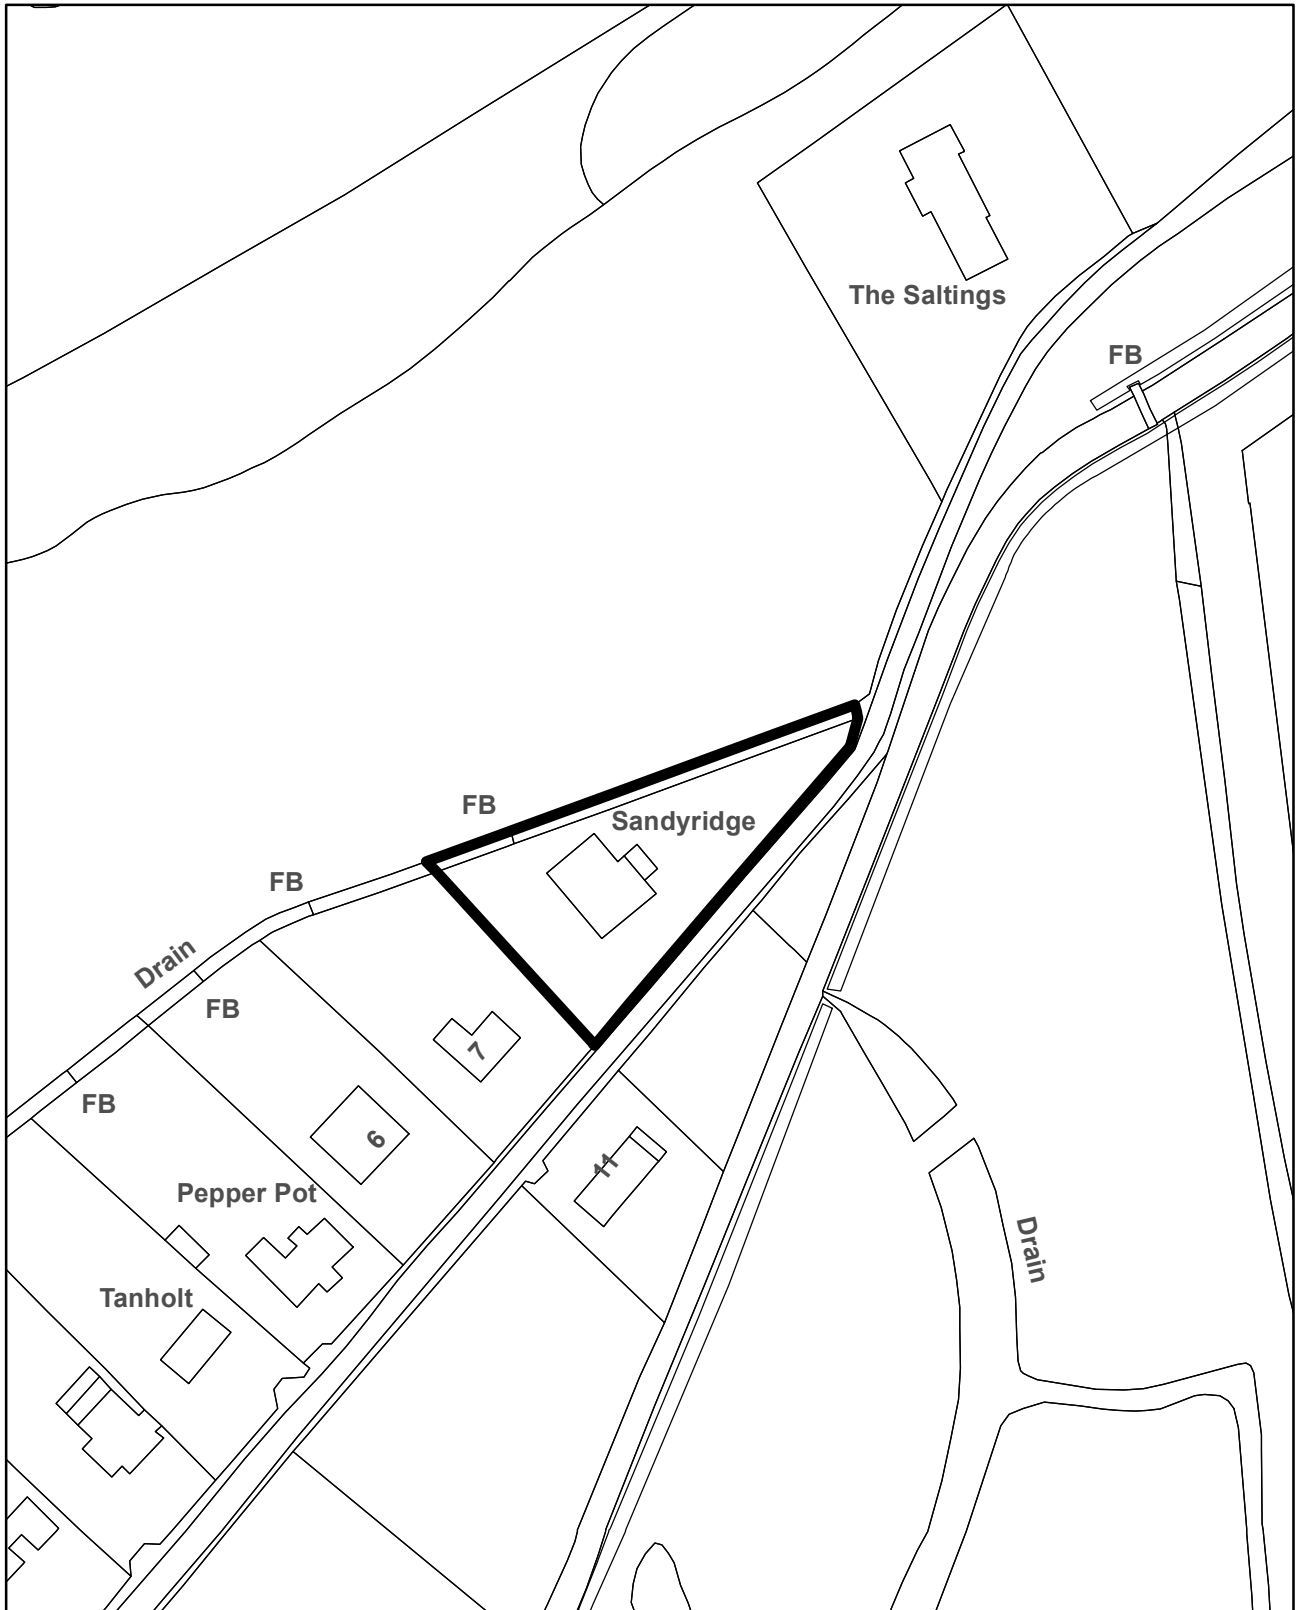 The Saltings
FB
FB
Sandyridge
FB
Drain
FB
7
FB
6
11
Pepper Pot
Drain
Tanholt